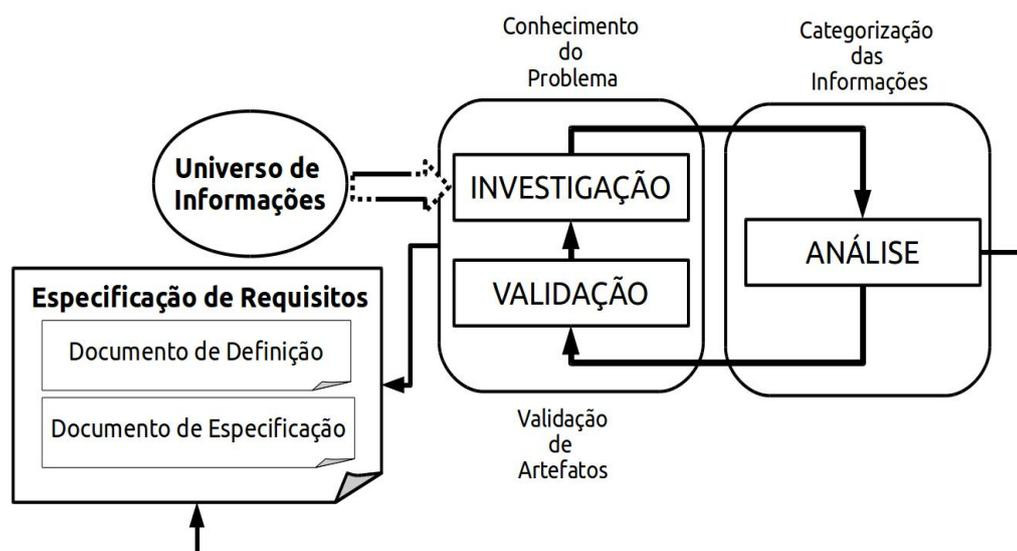 Conhecimento
do
Problema
Categorização
das
Informações
Universo de
Informações
INVESTIGAÇÃO
ANÁLISE
VALIDAÇÃO
Especificação de Requisitos
Documento de Definição
Documento de Especificação
Validação
de
Artefatos